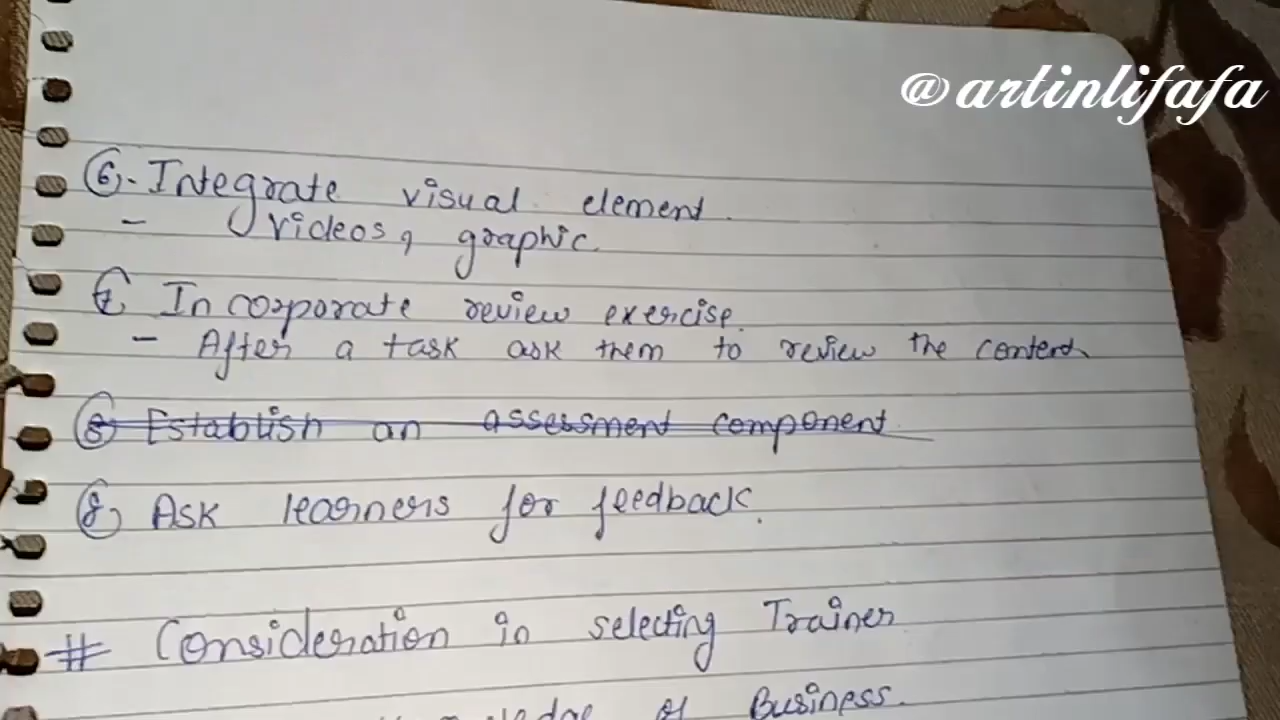 @artinlifafa
6. Integrate visual element.
- videos, graphic.
7. Incorporate review exercise.
- After a task ask them to review the content
8. Establish an assessment component
8. Ask learners for feedback.
# Consideration in selecting Trainer
of Business.